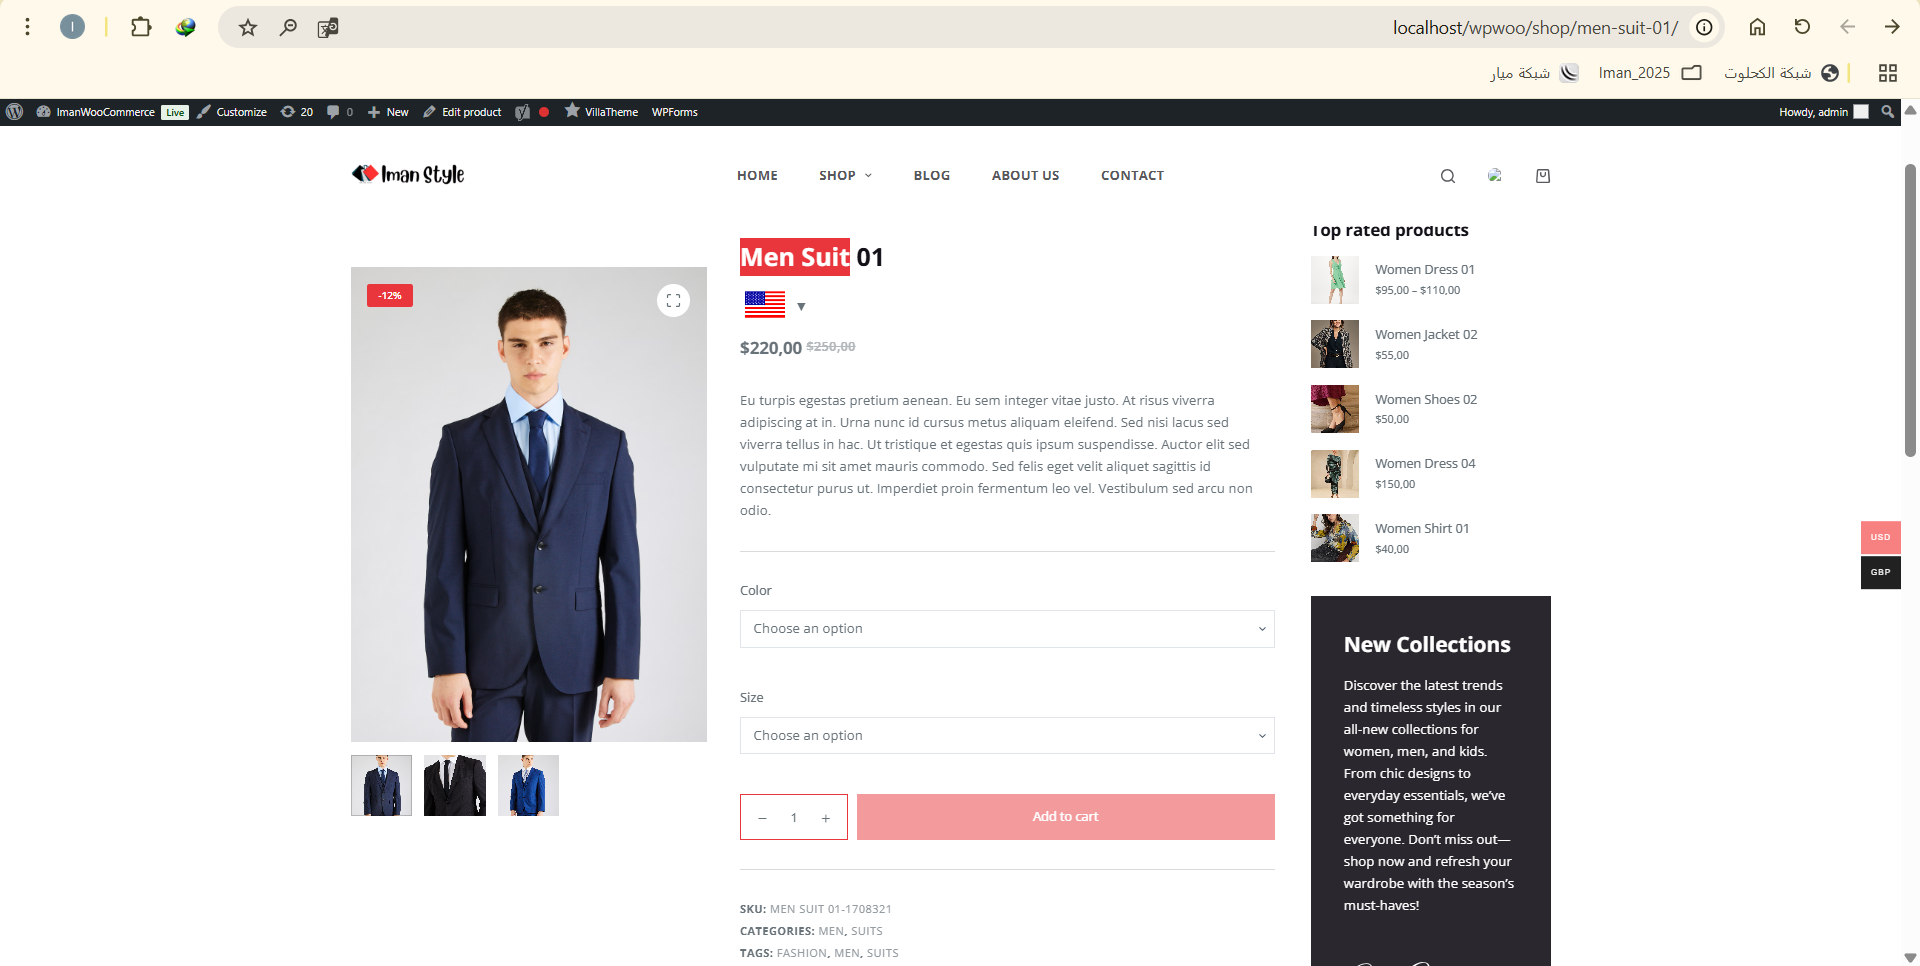 localhost/wpwoo/shop/men-suit-01/
شبكة ميار
Iman_2025
شبكة الكحلوت
ImanWooCommerce Live Customize 20 0 New Edit product VillaTheme WPForms
Howdy, admin
Iman Style
HOME SHOP BLOG ABOUT US CONTACT
Men Suit 01
-12%
$220,00 $250,00
Eu turpis egestas pretium aenean. Eu sem integer vitae justo. At risus viverra
adipiscing at in. Urna nunc id cursus metus aliquam eleifend. Sed nisi lacus sed
viverra tellus in hac. Ut tristique et egestas quis ipsum suspendisse. Auctor elit sed
vulputate mi sit amet mauris commodo. Sed felis eget velit aliquet sagittis id
consectetur purus ut. Imperdiet proin fermentum leo vel. Vestibulum sed arcu non
odio.
Color
Choose an option
Size
Choose an option
− 1 +
Add to cart
SKU: MEN SUIT 01-1708321
CATEGORIES: MEN, SUITS
TAGS: FASHION, MEN, SUITS
Top rated products
Women Dress 01
$95,00 – $110,00
Women Jacket 02
$55,00
Women Shoes 02
$50,00
Women Dress 04
$150,00
Women Shirt 01
$40,00
New Collections
Discover the latest trends
and timeless styles in our
all-new collections for
women, men, and kids.
From chic designs to
everyday essentials, we've
got something for
everyone. Don't miss out—
shop now and refresh your
wardrobe with the season's
must-haves!
USD
GBP